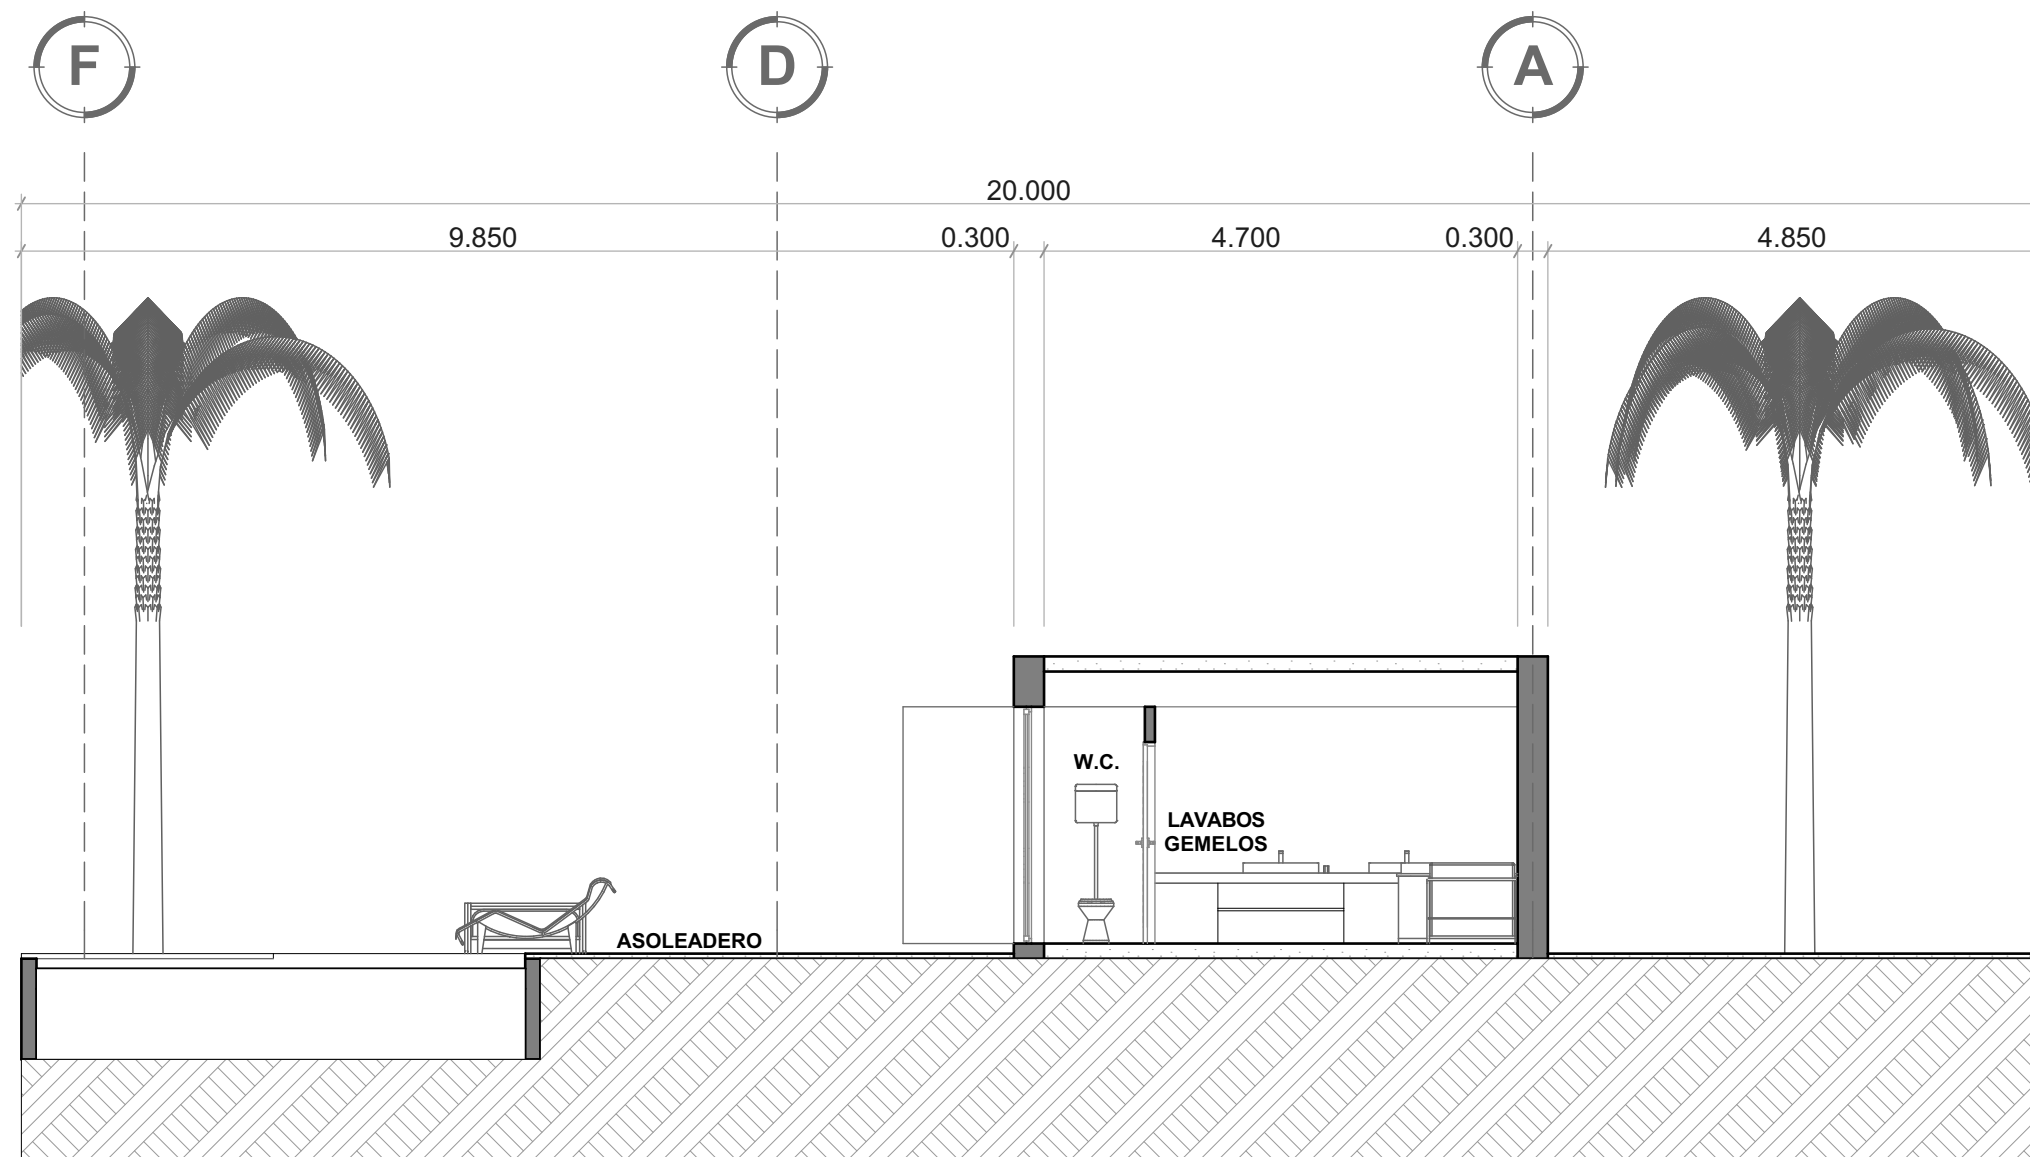 F D A
20.000
9.850 0.300 4.700 0.300 4.850
W.C.
LAVABOS
GEMELOS
ASOLEADERO